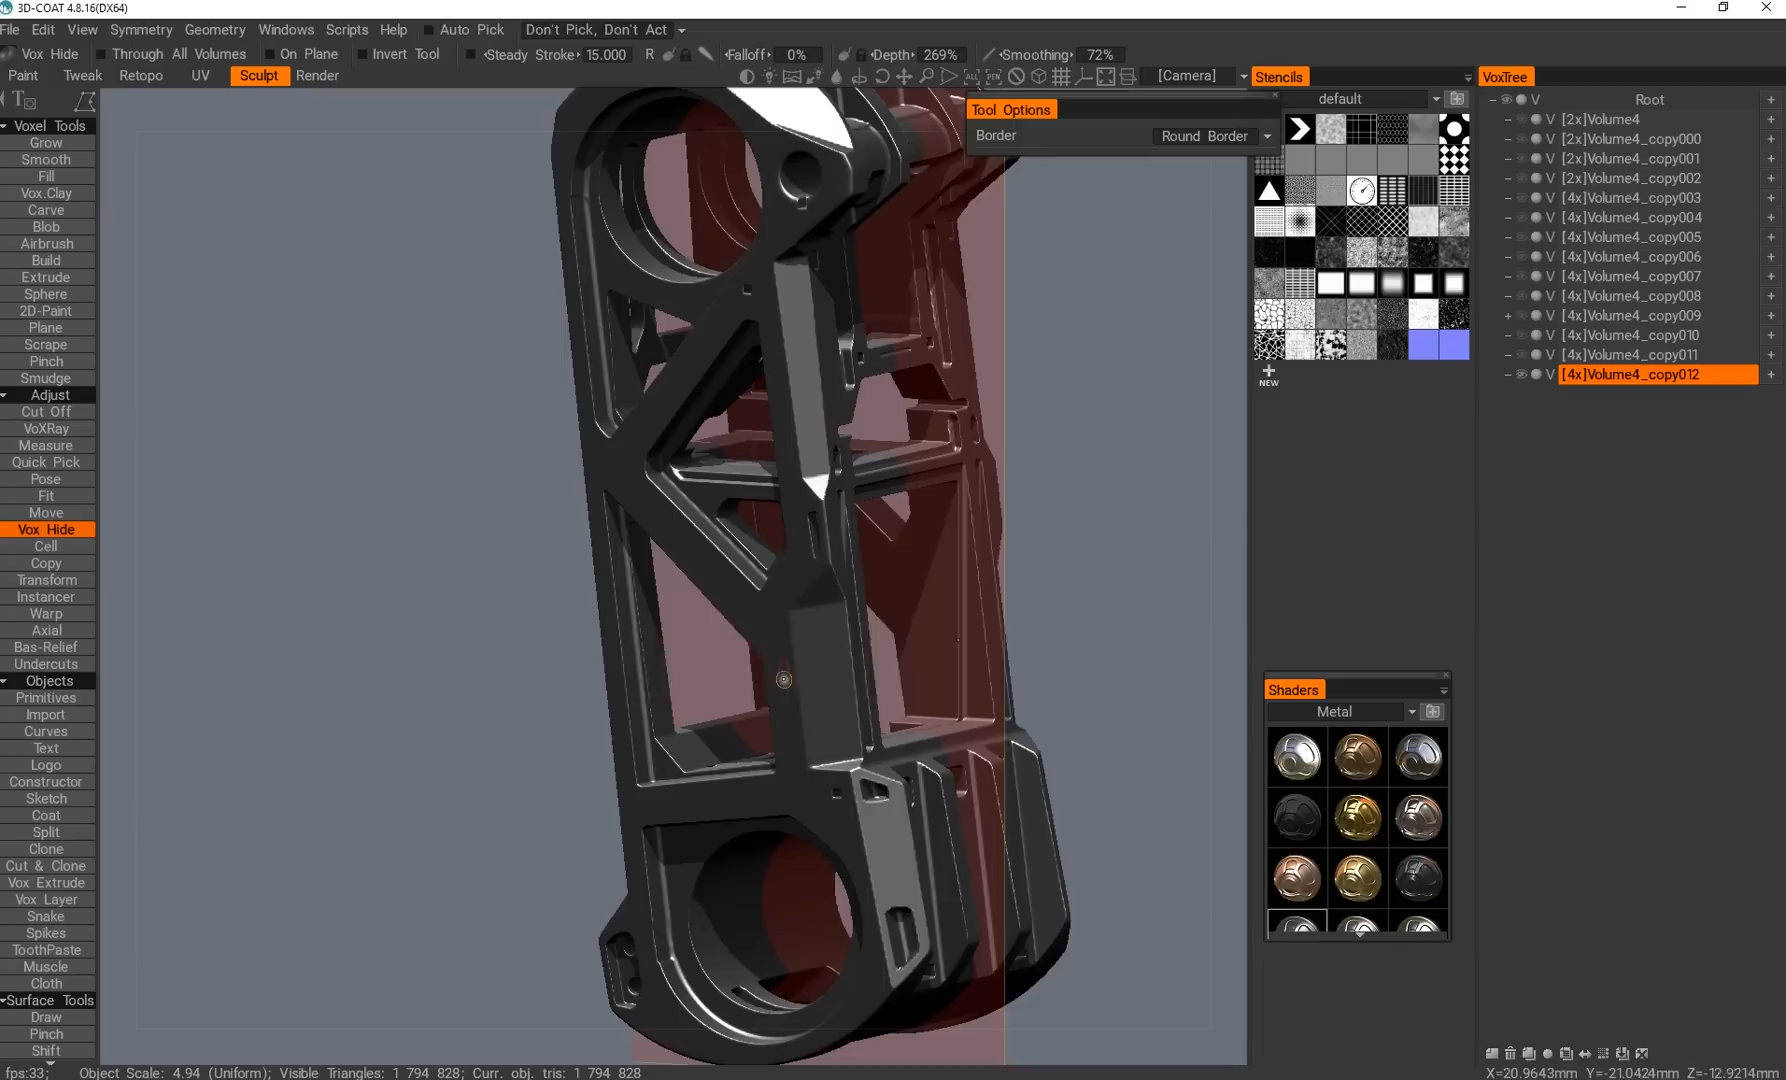 3D-COAT 4.8.16(DX64)
File Edit View Symmetry Geometry Windows Scripts Help Auto Pick Don't Pick, Don't Act
Vox Hide Through All Volumes On Plane Invert Tool Steady Stroke 15.000 R Falloff 0% Depth 269% Smoothing 72%
Paint Tweak Retopo UV Sculpt Render [Camera] Stencils VoxTree
ALL PEN
Tool Options
Border Round Border
default
NEW
Voxel Tools
Grow
Smooth
Fill
Vox.Clay
Carve
Blob
Airbrush
Build
Extrude
Sphere
2D-Paint
Plane
Scrape
Pinch
Smudge
Adjust
Cut Off
VoXRay
Measure
Quick Pick
Pose
Fit
Move
Vox Hide
Cell
Copy
Transform
Instancer
Warp
Axial
Bas-Relief
Undercuts
Objects
Primitives
Import
Curves
Text
Logo
Constructor
Sketch
Coat
Split
Clone
Cut & Clone
Vox Extrude
Vox Layer
Snake
Spikes
ToothPaste
Muscle
Cloth
Surface Tools
Draw
Pinch
Shift
Root
V [2x]Volume4
V [2x]Volume4_copy000
V [2x]Volume4_copy001
V [2x]Volume4_copy002
V [4x]Volume4_copy003
V [4x]Volume4_copy004
V [4x]Volume4_copy005
V [4x]Volume4_copy006
V [4x]Volume4_copy007
V [4x]Volume4_copy008
V [4x]Volume4_copy009
V [4x]Volume4_copy010
V [4x]Volume4_copy011
V [4x]Volume4_copy012
Shaders
Metal
fps:33; Object Scale: 4.94 (Uniform); Visible Triangles: 1 794 828; Curr. obj. tris: 1 794 828
X=20.9643mm Y=-21.0424mm Z=-12.9214mm